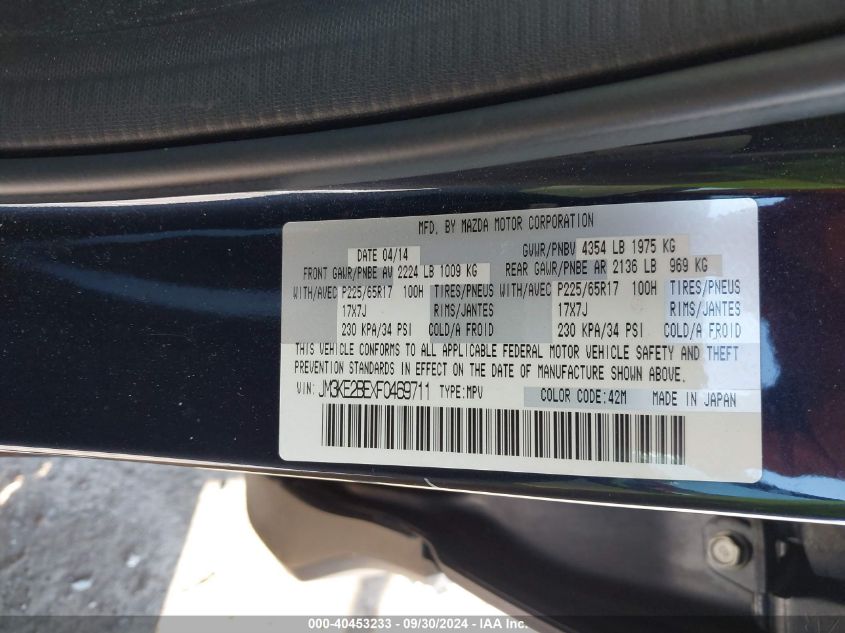 MFD. BY MAZDA MOTOR CORPORATION
DATE 04/14 GVWR/PNBV 4354 LB 1975 KG
FRONT GAWR/PNBE AV 2224 LB 1009 KG REAR GAWR/PNBE AR 2136 LB 969 KG
WITH/AVEC P225/65R17 100H TIRES/PNEUS WITH/AVEC P225/65R17 100H TIRES/PNEUS
17X7J RIMS/JANTES 17X7J RIMS/JANTES
230 KPA/34 PSI COLD/A FROID 230 KPA/34 PSI COLD/A FROID
THIS VEHICLE CONFORMS TO ALL APPLICABLE FEDERAL MOTOR VEHICLE SAFETY AND THEFT
PREVENTION STANDARDS IN EFFECT ON THE DATE OF MANUFACTURE SHOWN ABOVE.
VIN: JM3KE2BEXF0469711 TYPE:MPV COLOR CODE:42M MADE IN JAPAN
000-40453233 - 09/30/2024 - IAA Inc.